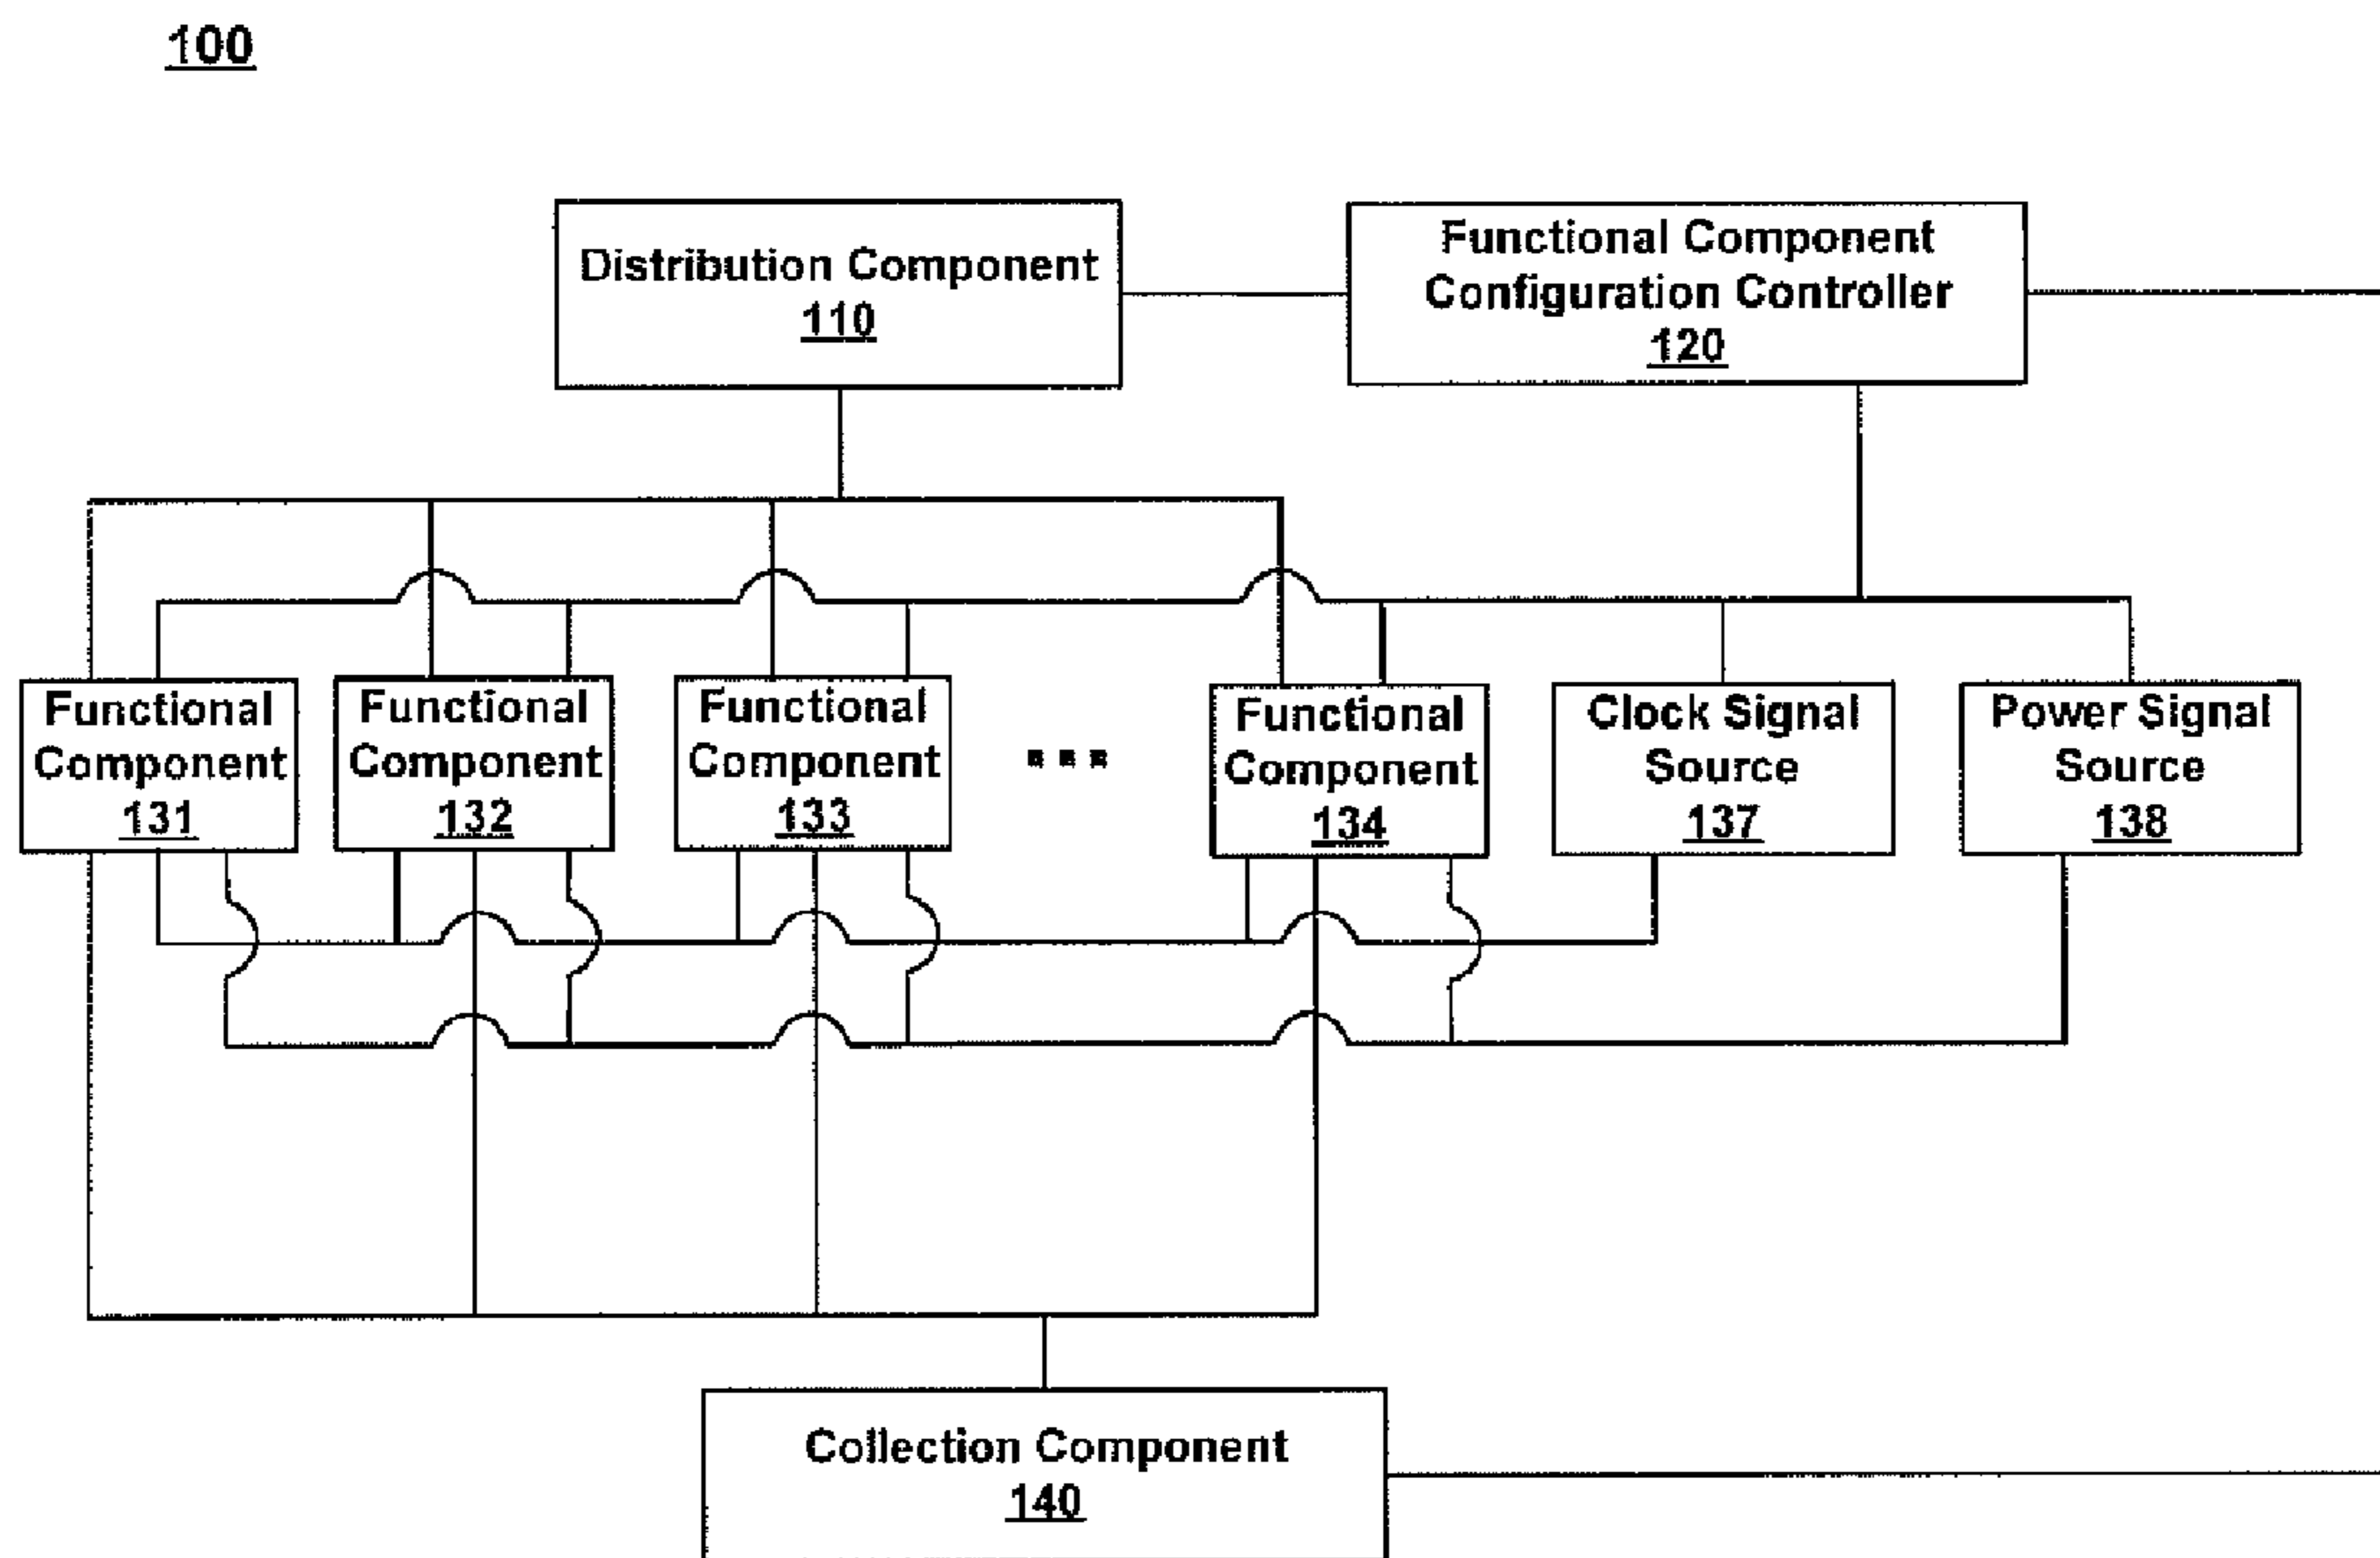 100
Distribution Component
110
Functional Component
Configuration Controller
120
Functional
Component
131
Functional
Component
132
Functional
Component
133
...
Functional
Component
134
Clock Signal
Source
137
Power Signal
Source
138
Collection Component
140